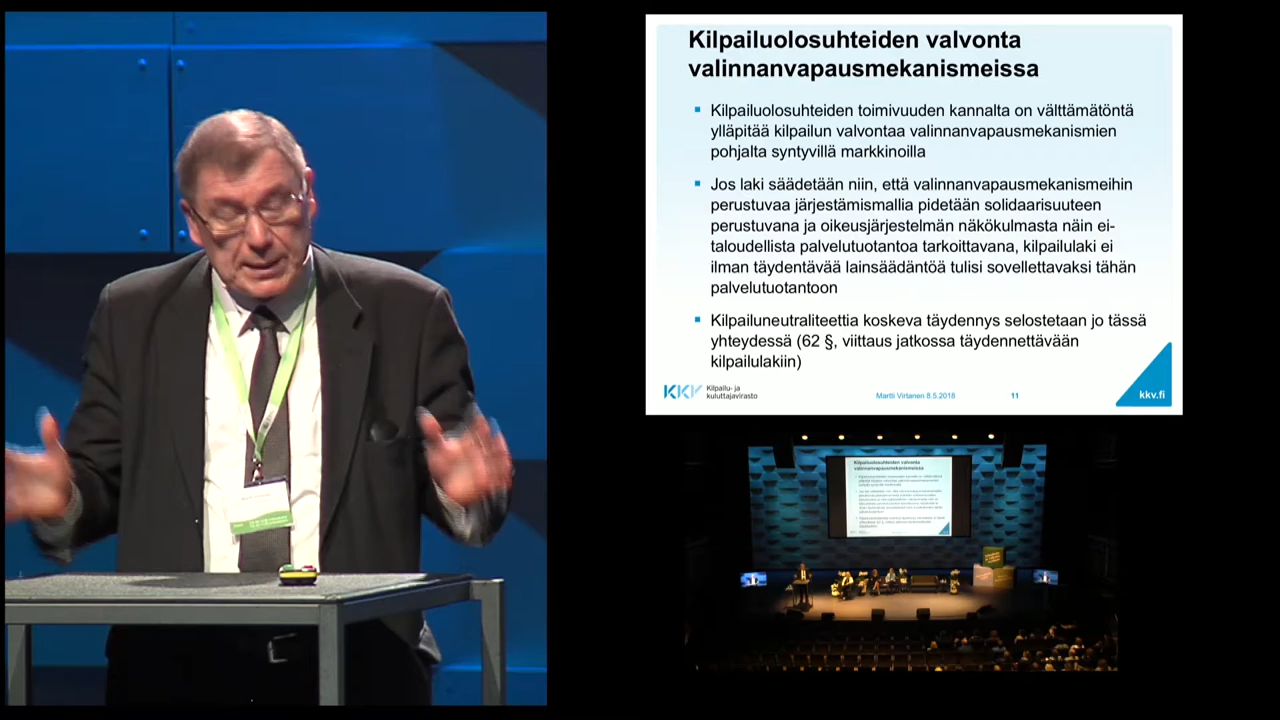 Kilpailuolosuhteiden valvonta
valinnanvapausmekanismeissa
Kilpailuolosuhteiden toimivuuden kannalta on välttämätöntä
ylläpitää kilpailun valvontaa valinnanvapausmekanismien
pohjalta syntyvillä markkinoilla
Jos laki säädetään niin, että valinnanvapausmekanismeihin
perustuvaa järjestämismallia pidetään solidaarisuuteen
perustuvana ja oikeusjärjestelmän näkökulmasta näin ei-
taloudellista palvelutuotantoa tarkoittavana, kilpailulaki ei
ilman täydentävää lainsäädäntöä tulisi sovellettavaksi tähän
palvelutuotantoon
Kilpailuneutraliteettia koskeva täydennys selostetaan jo tässä
yhteydessä (62 §, viittaus jatkossa täydennettävään
kilpailulakiin)
KKV Kilpailu- ja
kuluttajavirasto
Martti Virtanen 8.5.2018
11
kkv.fi
Kilpailuolosuhteiden valvonta
valinnanvapausmekanismeissa